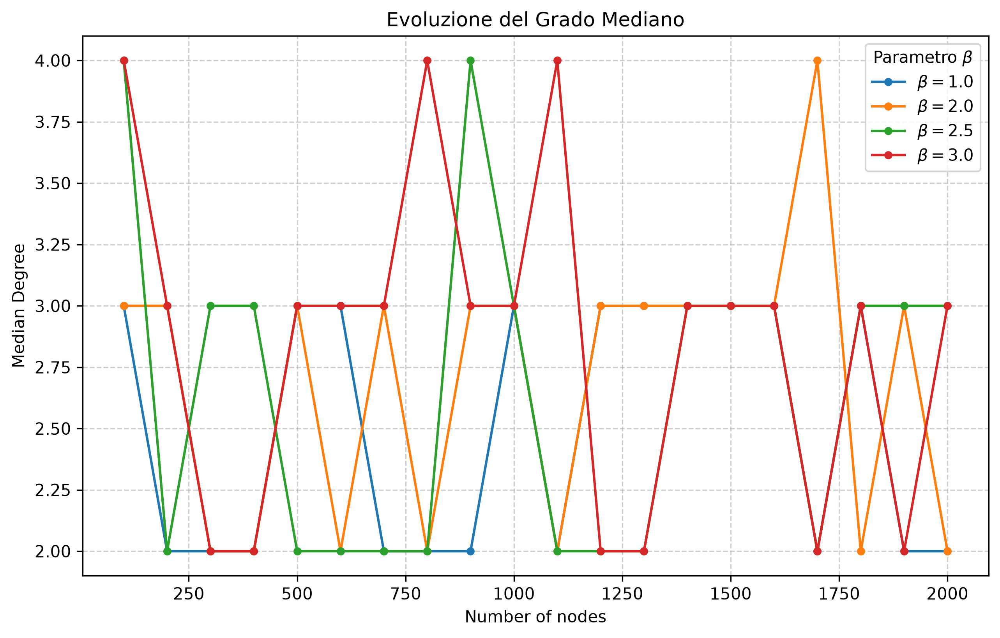 Evoluzione del Grado Mediano
Parametro β
β = 1.0
β = 2.0
β = 2.5
β = 3.0
Median Degree
4.00
3.75
3.50
3.25
3.00
2.75
2.50
2.25
2.00
250 500 750 1000 1250 1500 1750 2000
Number of nodes